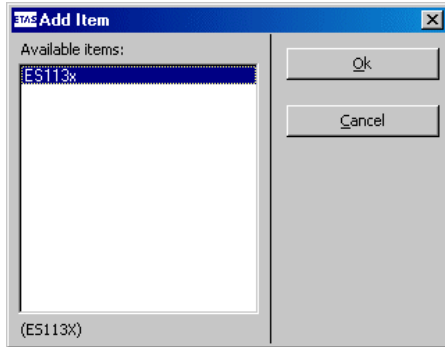 ETAS Add Item
Available items:
ES113x
Ok
Cancel
(ES113X)